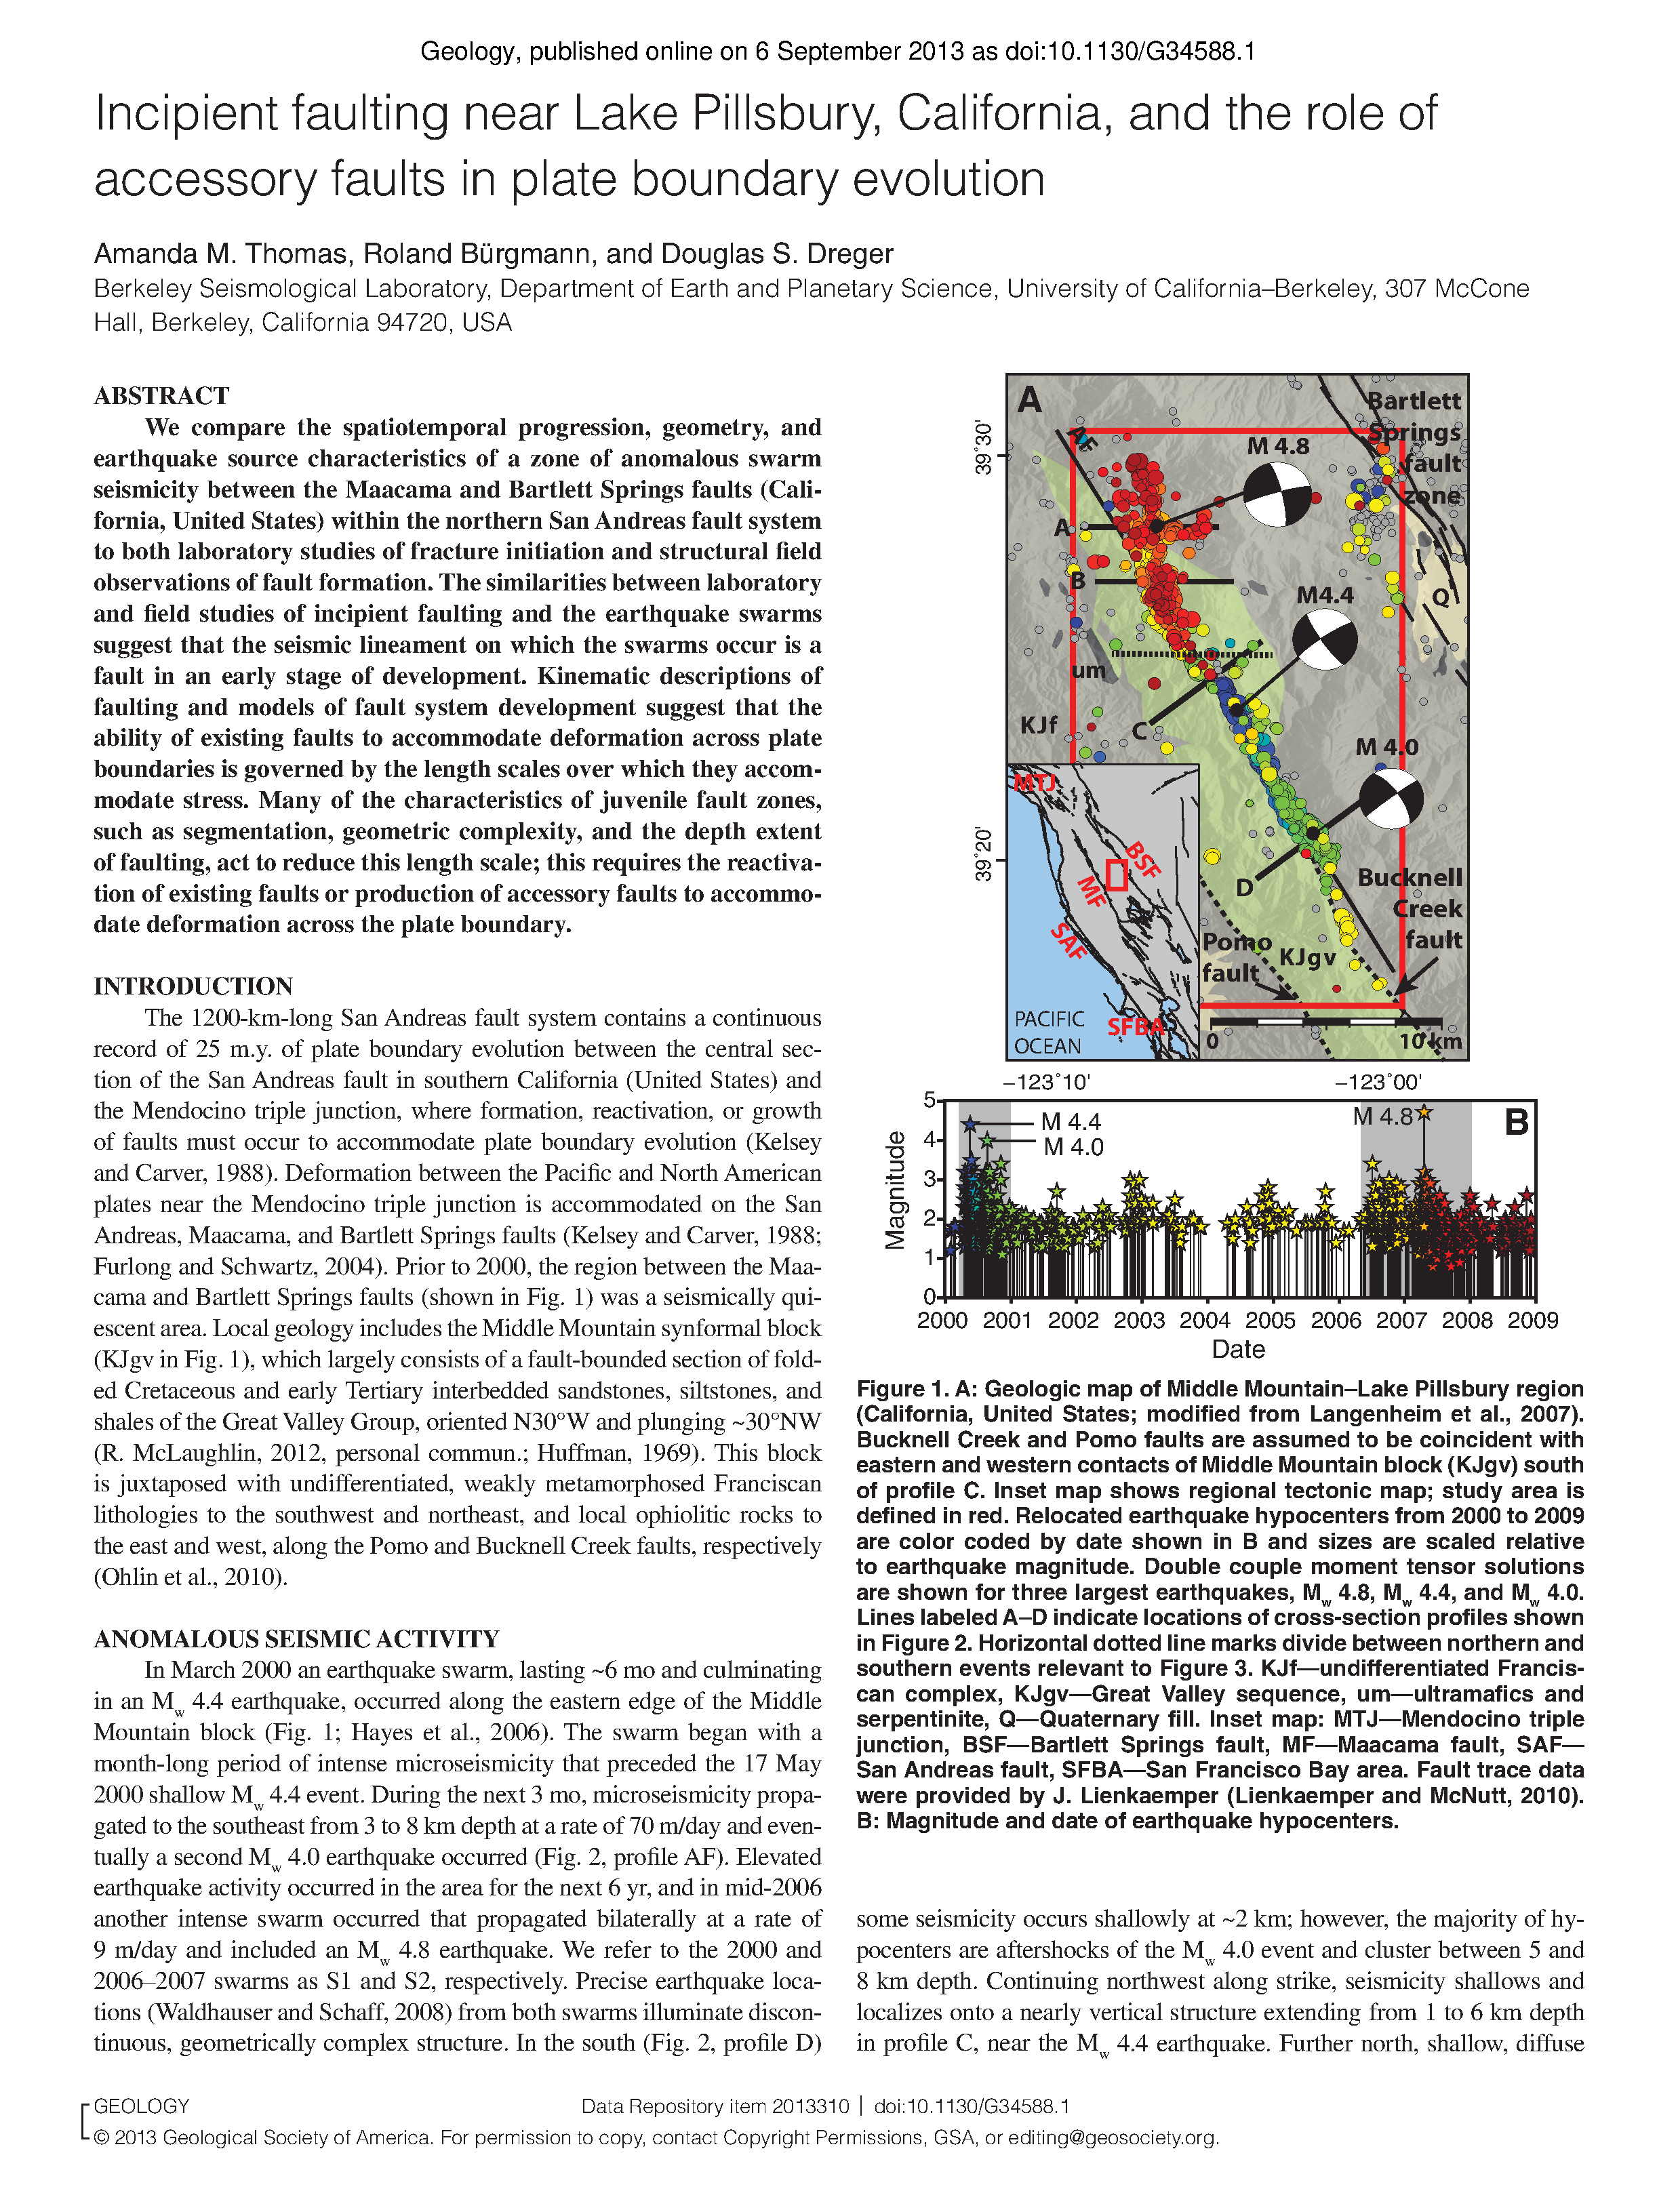 Geology, published online on 6 September 2013 as doi:10.1130/G34588.1
Incipient faulting near Lake Pillsbury, California, and the role of
accessory faults in plate boundary evolution
Amanda M. Thomas, Roland Bürgmann, and Douglas S. Dreger
Berkeley Seismological Laboratory, Department of Earth and Planetary Science, University of California–Berkeley, 307 McCone
Hall, Berkeley, California 94720, USA
ABSTRACT
We compare the spatiotemporal progression, geometry, and
earthquake source characteristics of a zone of anomalous swarm
seismicity between the Maacama and Bartlett Springs faults (Cali-
fornia, United States) within the northern San Andreas fault system
to both laboratory studies of fracture initiation and structural field
observations of fault formation. The similarities between laboratory
and field studies of incipient faulting and the earthquake swarms
suggest that the seismic lineament on which the swarms occur is a
fault in an early stage of development. Kinematic descriptions of
faulting and models of fault system development suggest that the
ability of existing faults to accommodate deformation across plate
boundaries is governed by the length scales over which they accom-
modate stress. Many of the characteristics of juvenile fault zones,
such as segmentation, geometric complexity, and the depth extent
of faulting, act to reduce this length scale; this requires the reactiva-
tion of existing faults or production of accessory faults to accommo-
date deformation across the plate boundary.
INTRODUCTION
The 1200-km-long San Andreas fault system contains a continuous
record of 25 m.y. of plate boundary evolution between the central sec-
tion of the San Andreas fault in southern California (United States) and
the Mendocino triple junction, where formation, reactivation, or growth
of faults must occur to accommodate plate boundary evolution (Kelsey
and Carver, 1988). Deformation between the Pacific and North American
plates near the Mendocino triple junction is accommodated on the San
Andreas, Maacama, and Bartlett Springs faults (Kelsey and Carver, 1988;
Furlong and Schwartz, 2004). Prior to 2000, the region between the Maa-
cama and Bartlett Springs faults (shown in Fig. 1) was a seismically qui-
escent area. Local geology includes the Middle Mountain synformal block
(KJgv in Fig. 1), which largely consists of a fault-bounded section of fold-
ed Cretaceous and early Tertiary interbedded sandstones, siltstones, and
shales of the Great Valley Group, oriented N30°W and plunging ~30°NW
(R. McLaughlin, 2012, personal commun.; Huffman, 1969). This block
is juxtaposed with undifferentiated, weakly metamorphosed Franciscan
lithologies to the southwest and northeast, and local ophiolitic rocks to
the east and west, along the Pomo and Bucknell Creek faults, respectively
(Ohlin et al., 2010).
ANOMALOUS SEISMIC ACTIVITY
In March 2000 an earthquake swarm, lasting ~6 mo and culminating
in an Mw 4.4 earthquake, occurred along the eastern edge of the Middle
Mountain block (Fig. 1; Hayes et al., 2006). The swarm began with a
month-long period of intense microseismicity that preceded the 17 May
2000 shallow Mw 4.4 event. During the next 3 mo, microseismicity propa-
gated to the southeast from 3 to 8 km depth at a rate of 70 m/day and even-
tually a second Mw 4.0 earthquake occurred (Fig. 2, profile AF). Elevated
earthquake activity occurred in the area for the next 6 yr, and in mid-2006
another intense swarm occurred that propagated bilaterally at a rate of
9 m/day and included an Mw 4.8 earthquake. We refer to the 2000 and
2006–2007 swarms as S1 and S2, respectively. Precise earthquake loca-
tions (Waldhauser and Schaff, 2008) from both swarms illuminate discon-
tinuous, geometrically complex structure. In the south (Fig. 2, profile D)
A
Bartlett
Springs
fault
zone
AF
M 4.8
39°30'
A
B
M4.4
Q
um
KJf
C
M 4.0
MTJ
39°20'
BSF
MF
SAF
D
Bucknell
Creek
fault
Pomo
fault
KJgv
PACIFIC
OCEAN
SFBA
0
10 km
–123°10'
–123°00'
5
4
3
2
1
0
Magnitude
M 4.4
M 4.0
M 4.8
B
2000 2001 2002 2003 2004 2005 2006 2007 2008 2009
Date
Figure 1. A: Geologic map of Middle Mountain–Lake Pillsbury region
(California, United States; modified from Langenheim et al., 2007).
Bucknell Creek and Pomo faults are assumed to be coincident with
eastern and western contacts of Middle Mountain block (KJgv) south
of profile C. Inset map shows regional tectonic map; study area is
defined in red. Relocated earthquake hypocenters from 2000 to 2009
are color coded by date shown in B and sizes are scaled relative
to earthquake magnitude. Double couple moment tensor solutions
are shown for three largest earthquakes, Mw 4.8, Mw 4.4, and Mw 4.0.
Lines labeled A–D indicate locations of cross-section profiles shown
in Figure 2. Horizontal dotted line marks divide between northern and
southern events relevant to Figure 3. KJf—undifferentiated Francis-
can complex, KJgv—Great Valley sequence, um—ultramafics and
serpentinite, Q—Quaternary fill. Inset map: MTJ—Mendocino triple
junction, BSF—Bartlett Springs fault, MF—Maacama fault, SAF—
San Andreas fault, SFBA—San Francisco Bay area. Fault trace data
were provided by J. Lienkaemper (Lienkaemper and McNutt, 2010).
B: Magnitude and date of earthquake hypocenters.
some seismicity occurs shallowly at ~2 km; however, the majority of hy-
pocenters are aftershocks of the Mw 4.0 event and cluster between 5 and
8 km depth. Continuing northwest along strike, seismicity shallows and
localizes onto a nearly vertical structure extending from 1 to 6 km depth
in profile C, near the Mw 4.4 earthquake. Further north, shallow, diffuse
GEOLOGY
Data Repository item 2013310 | doi:10.1130/G34588.1
© 2013 Geological Society of America. For permission to copy, contact Copyright Permissions, GSA, or editing@geosociety.org.